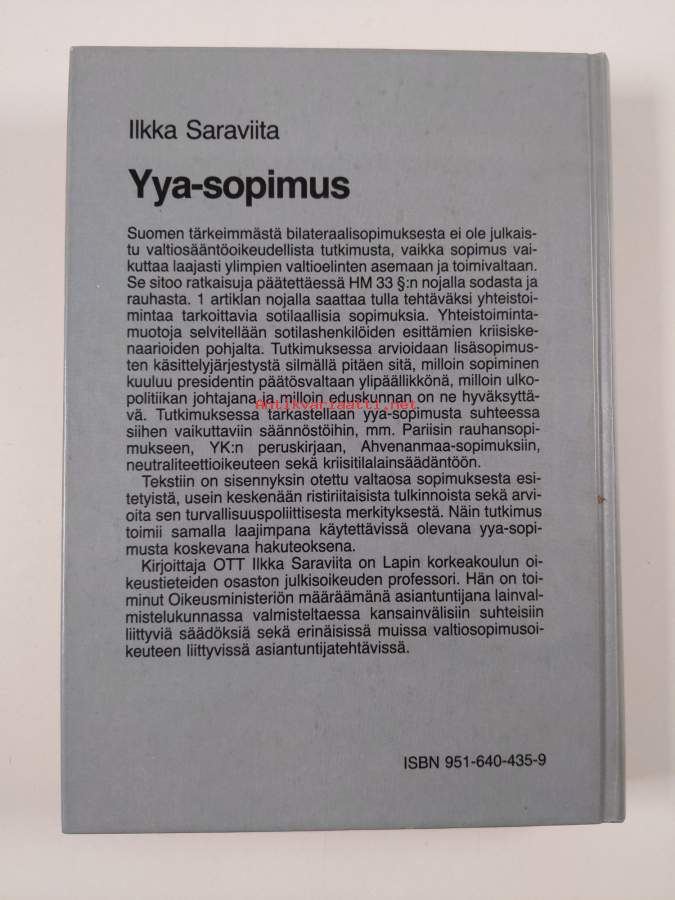 Ilkka Saraviita
Yya-sopimus
Suomen tärkeimmästä bilateraalisopimuksesta ei ole julkais-
tu valtiosääntöoikeudellista tutkimusta, vaikka sopimus vai-
kuttaa laajasti ylimpien valtioelinten asemaan ja toimivaltaan.
Se sitoo ratkaisuja päätettäessä HM 33 §:n nojalla sodasta ja
rauhasta. 1 artiklan nojalla saattaa tulla tehtäväksi yhteistoi-
mintaa tarkoittavia sotilaallisia sopimuksia. Yhteistoiminta-
muotoja selvitellään sotilashenkilöiden esittämien kriisiske-
naarioiden pohjalta. Tutkimuksessa arvioidaan lisäsopimus-
ten käsittelyjärjestystä silmällä pitäen sitä, milloin sopiminen
kuuluu presidentin päätösvaltaan ylipäällikkönä, milloin ulko-
politiikan johtajana ja milloin eduskunnan on ne hyväksyttä-
Antikvariaatti.net
vä. Tutkimuksessa tarkastellaan yya-sopimusta suhteessa
siihen vaikuttaviin säännöstöihin, mm. Pariisin rauhansopi-
mukseen, YK:n peruskirjaan, Ahvenanmaa-sopimuksiin,
neutraliteettioikeuteen sekä kriisitilalainsäädäntöön.
Tekstiin on sisennyksin otettu valtaosa sopimuksesta esi-
tetyistä, usein keskenään ristiriitaisista tulkinnoista sekä arvi-
oita sen turvallisuuspoliittisesta merkityksestä. Näin tutkimus
toimii samalla laajimpana käytettävissä olevana yya-sopi-
musta koskevana hakuteoksena.
Kirjoittaja OTT Ilkka Saraviita on Lapin korkeakoulun oi-
keustieteiden osaston julkisoikeuden professori. Hän on toi-
minut Oikeusministeriön määräämänä asiantuntijana lainval-
mistelukunnassa valmisteltaessa kansainvälisiin suhteisiin
liittyviä säädöksiä sekä erinäisissä muissa valtiosopimusoi-
keuteen liittyvissä asiantuntijatehtävissä.
ISBN 951-640-435-9